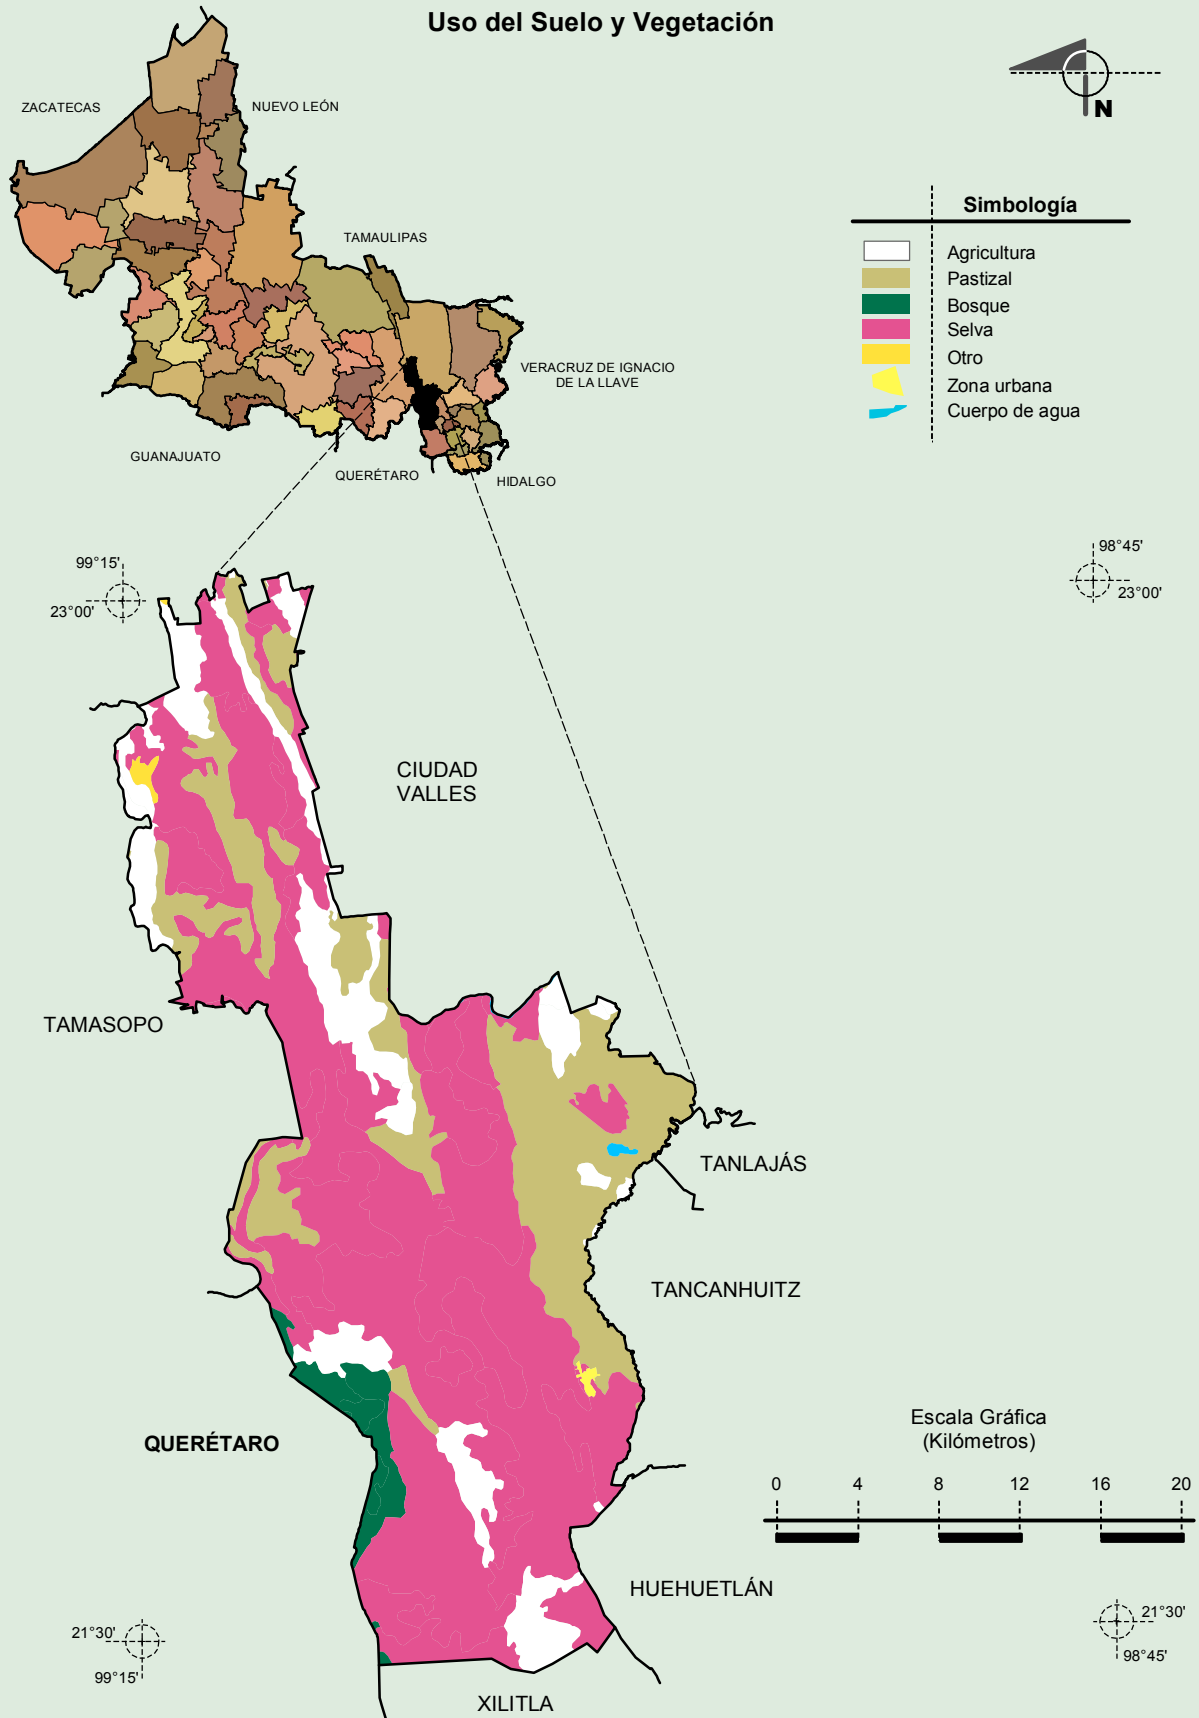 Uso del Suelo y Vegetación
ZACATECAS
NUEVO LEÓN
TAMAULIPAS
VERACRUZ DE IGNACIO
DE LA LLAVE
GUANAJUATO
QUERÉTARO
HIDALGO
N
Simbología
Agricultura
Pastizal
Bosque
Selva
Otro
Zona urbana
Cuerpo de agua
99°15'
23°00'
98°45'
23°00'
CIUDAD
VALLES
TAMASOPO
TANLAJÁS
TANCANHUITZ
QUERÉTARO
Escala Gráfica
(Kilómetros)
0 4 8 12 16 20
HUEHUETLÁN
21°30'
99°15'
21°30'
98°45'
XILITLA